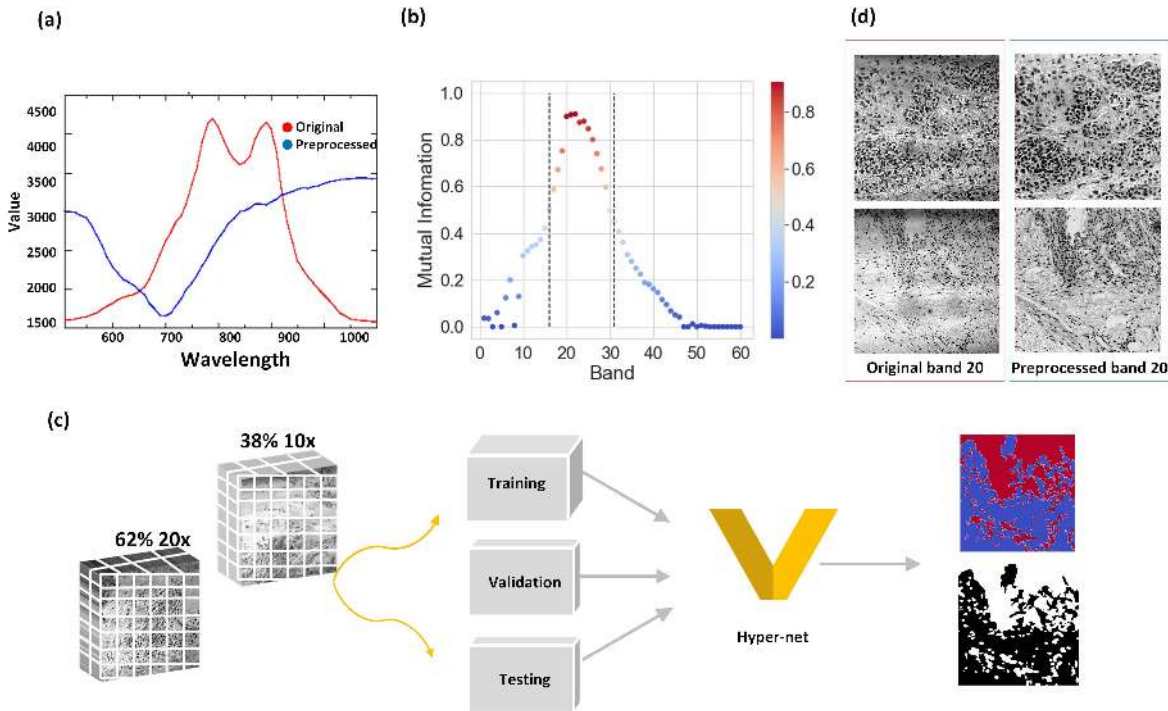 (a)
4500
4000
3500
3000
2500
2000
1500
Value
Original
Preprocessed
600 700 800 900 1000
Wavelength
(b)
1.0
0.8
0.6
0.4
0.2
0.0
Mutual Infomation
0 10 20 30 40 50 60
Band
0.8
0.6
0.4
0.2
(d)
Original band 20
Preprocessed band 20
(c)
38% 10x
62% 20x
Training
Validation
Testing
Hyper-net